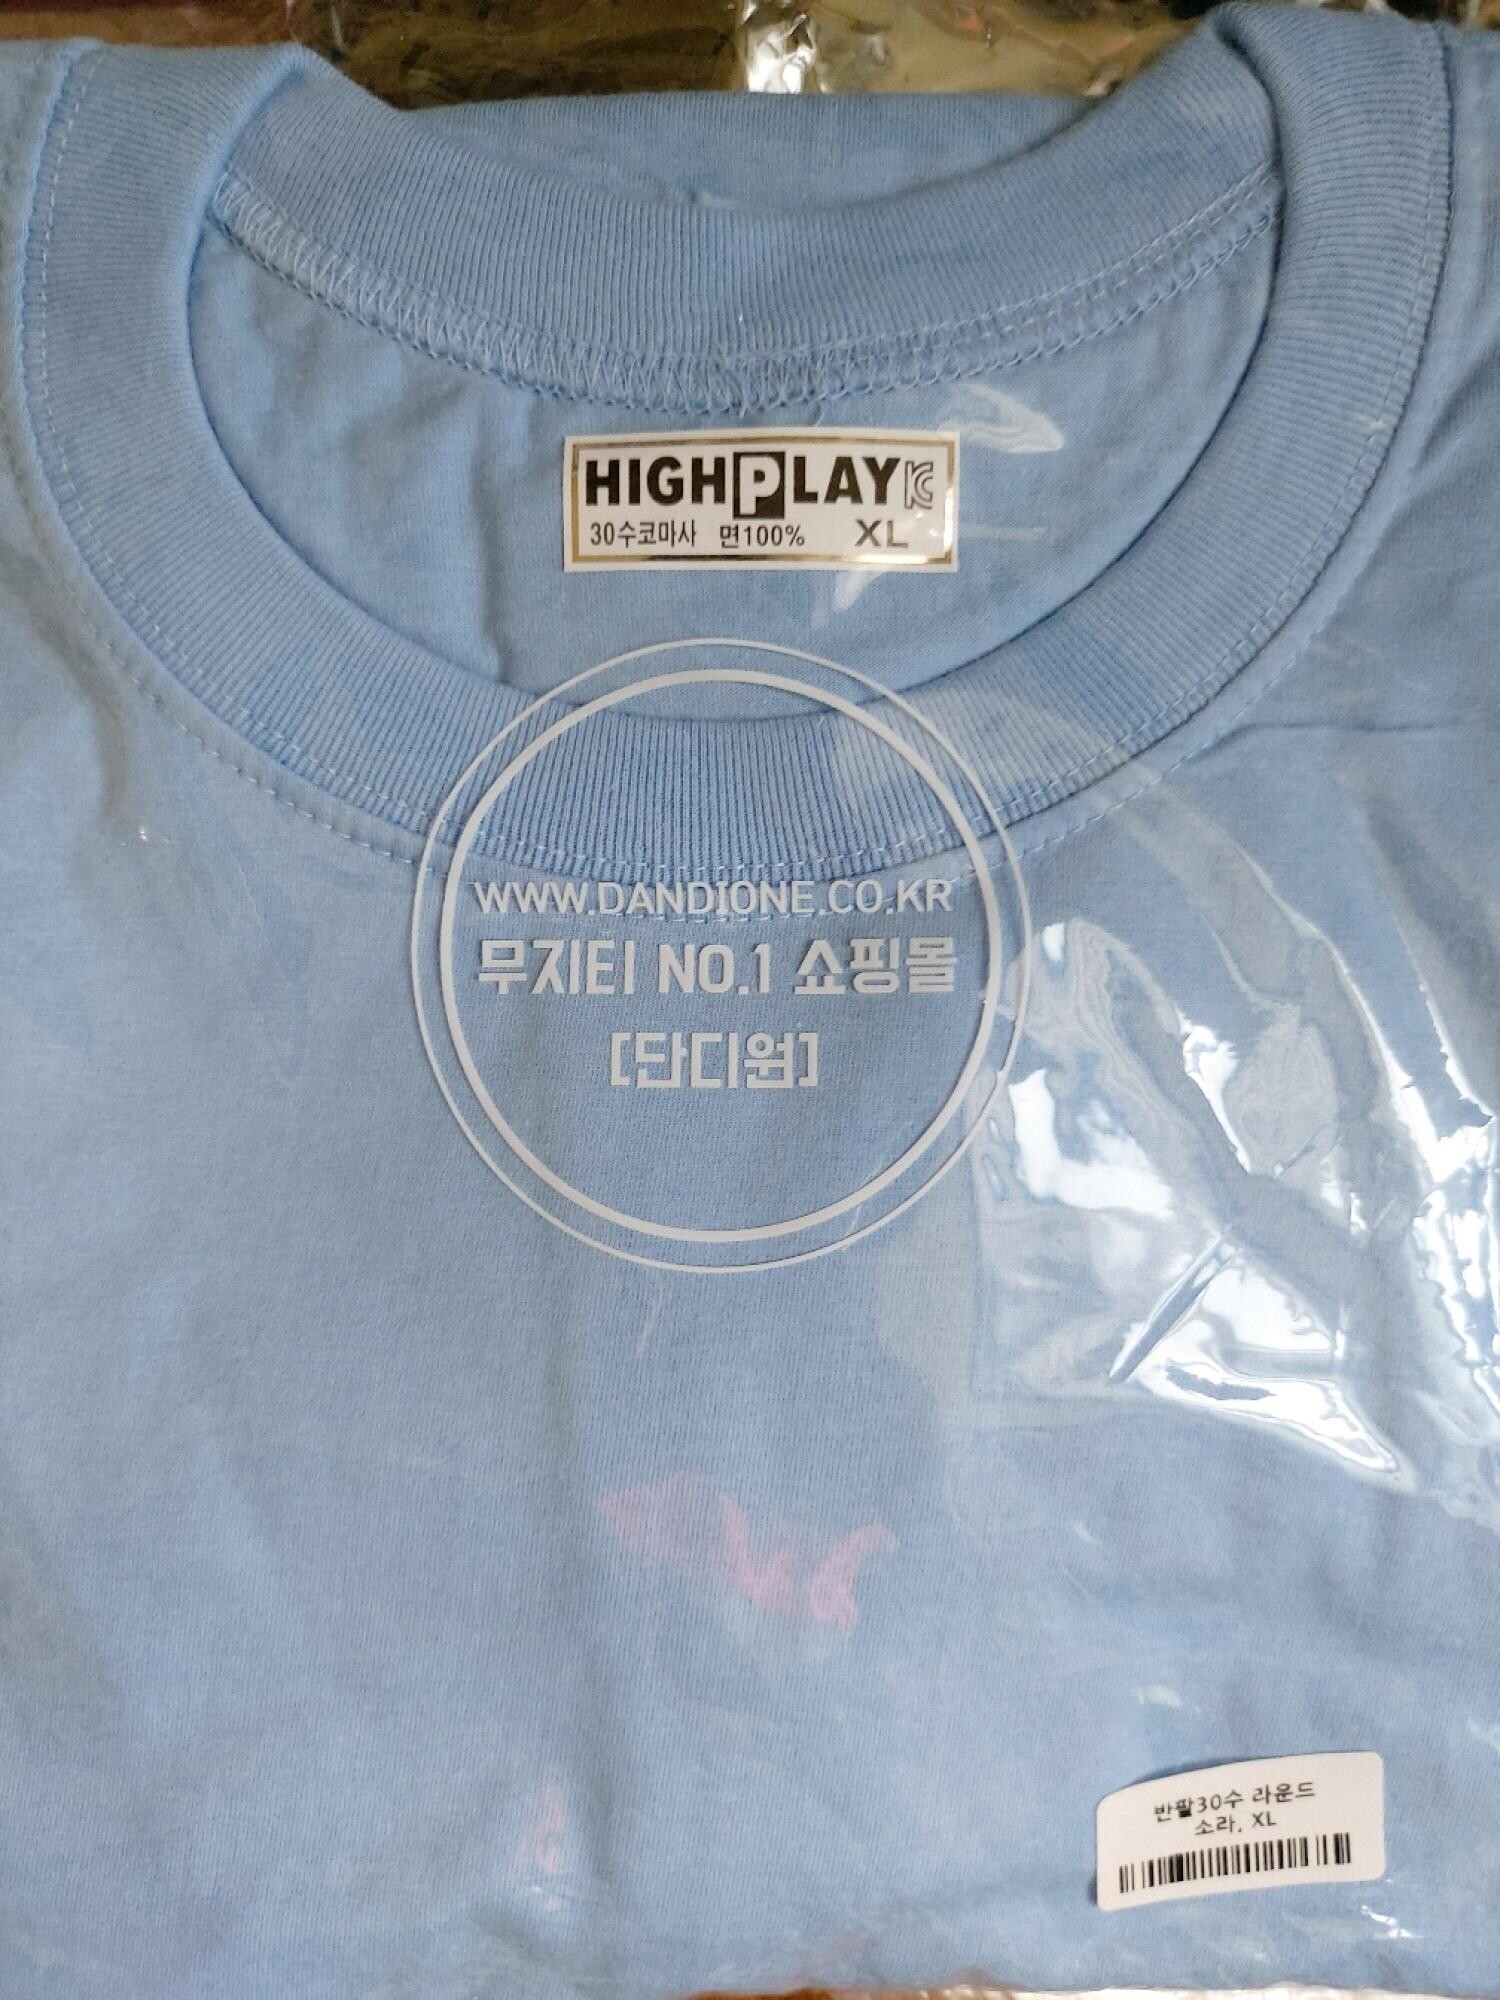 HIGHPLAY
30수코마사 면100% XL
WWW.DANDIONE.CO.KR
무지티 NO.1 쇼핑몰
[단디원]
반팔30수 라운드
소라, XL